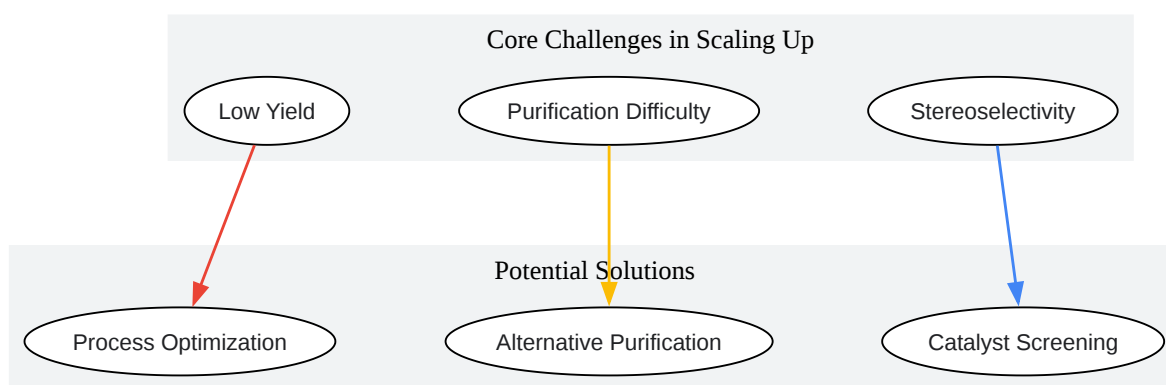 Core Challenges in Scaling Up
Low Yield
Purification Difficulty
Stereoselectivity
Potential Solutions
Process Optimization
Alternative Purification
Catalyst Screening